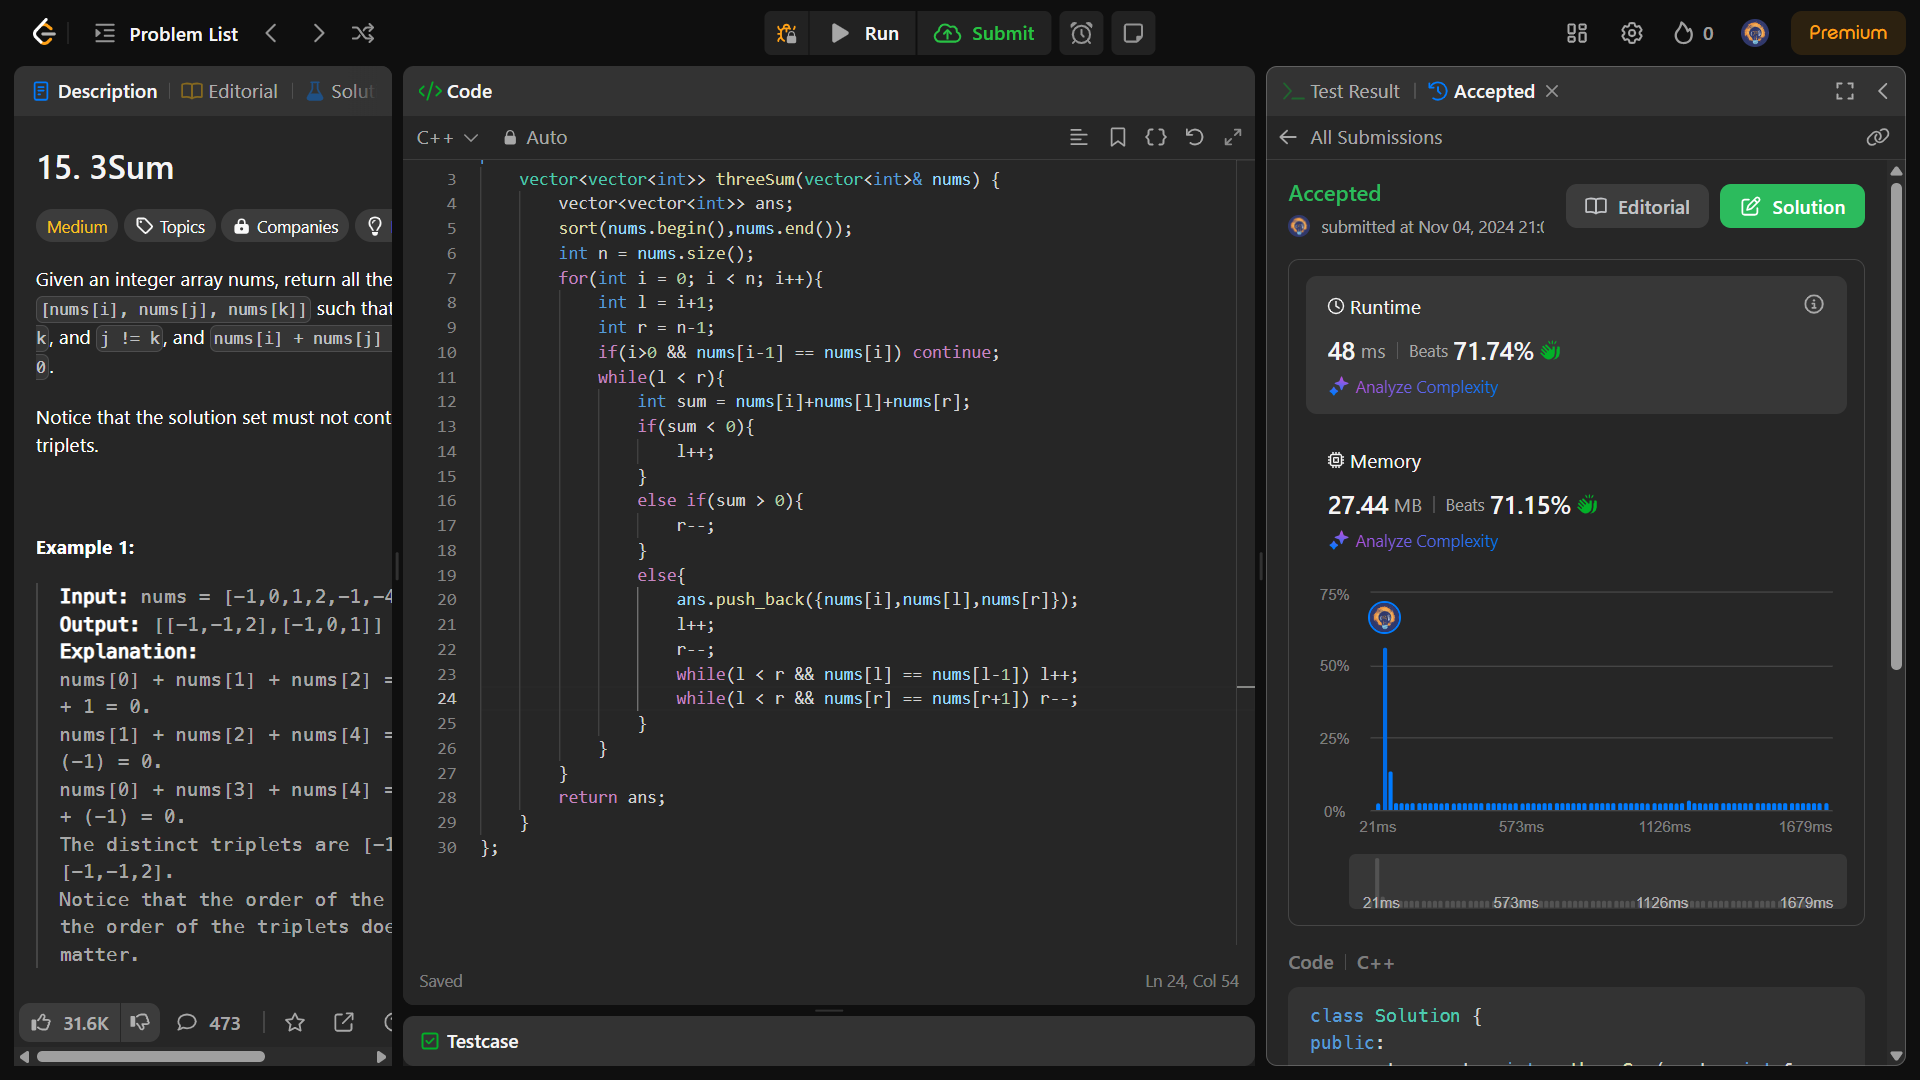 Problem List
Run
Submit
0
Premium
Description
Editorial
Solut
15. 3Sum
Medium
Topics
Companies
Given an integer array nums, return all the
[nums[i], nums[j], nums[k]] such that
k, and j != k, and nums[i] + nums[j]
0.
Notice that the solution set must not cont
triplets.
Example 1:
Input: nums = [-1,0,1,2,-1,-4
Output: [[-1,-1,2],[-1,0,1]]
Explanation:
nums[0] + nums[1] + nums[2] =
+ 1 = 0.
nums[1] + nums[2] + nums[4] =
(-1) = 0.
nums[0] + nums[3] + nums[4] =
+ (-1) = 0.
The distinct triplets are [-1
[-1,-1,2].
Notice that the order of the
the order of the triplets doe
matter.
31.6K
473
</> Code
C++
Auto
3 vector<vector<int>> threeSum(vector<int>& nums) {
4 vector<vector<int>> ans;
5 sort(nums.begin(),nums.end());
6 int n = nums.size();
7 for(int i = 0; i < n; i++){
8 int l = i+1;
9 int r = n-1;
10 if(i>0 && nums[i-1] == nums[i]) continue;
11 while(l < r){
12 int sum = nums[i]+nums[l]+nums[r];
13 if(sum < 0){
14 l++;
15 }
16 else if(sum > 0){
17 r--;
18 }
19 else{
20 ans.push_back({nums[i],nums[l],nums[r]});
21 l++;
22 r--;
23 while(l < r && nums[l] == nums[l-1]) l++;
24 while(l < r && nums[r] == nums[r+1]) r--;
25 }
26 }
27 }
28 return ans;
29 }
30 };
Saved
Ln 24, Col 54
Testcase
Test Result
Accepted
All Submissions
Accepted
submitted at Nov 04, 2024 21:0
Editorial
Solution
Runtime
48 ms
Beats 71.74%
Analyze Complexity
Memory
27.44 MB
Beats 71.15%
Analyze Complexity
75%
50%
25%
0%
21ms 573ms 1126ms 1679ms
21ms 573ms 1126ms 1679ms
Code
C++
class Solution {
public: